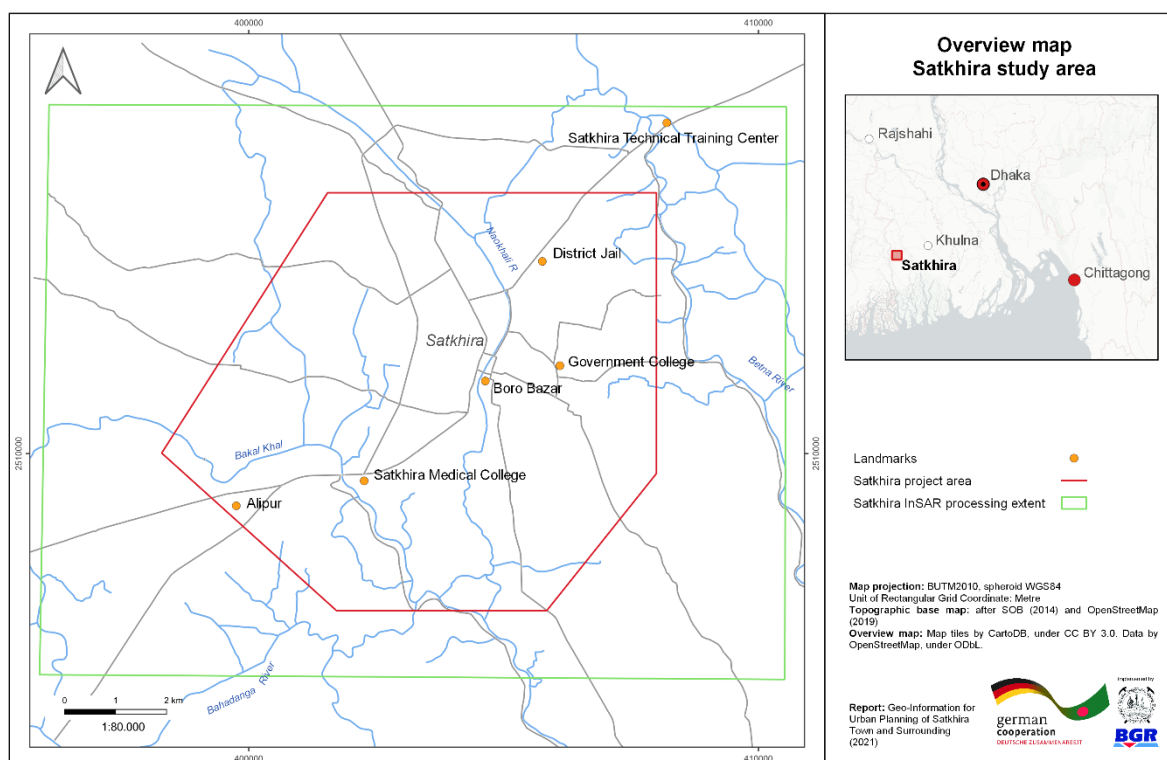 400000
410000
Satkhira Technical Training Center
Naokhali R
District Jail
Satkhira
Government College
Betna River
Boro Bazar
2510000
2510000
Bakal Khal
Satkhira Medical College
Alipur
Bahadanga River
0 1 2 km
1:80.000
400000
410000
Overview map
Satkhira study area
Rajshahi
Dhaka
Khulna
Satkhira
Chittagong
Landmarks
Satkhira project area
Satkhira InSAR processing extent
Map projection: BUTM2010, spheroid WGS84
Unit of Rectangular Grid Coordinate: Metre
Topographic base map: after SOB (2014) and OpenStreetMap
(2019)
Overview map: Map tiles by CartoDB, under CC BY 3.0. Data by
OpenStreetMap, under ODbL.
Report: Geo-Information for
Urban Planning of Satkhira
Town and Surrounding
(2021)
german
cooperation
DEUTSCHE ZUSAMMENARBEIT
Implemented by
BGR